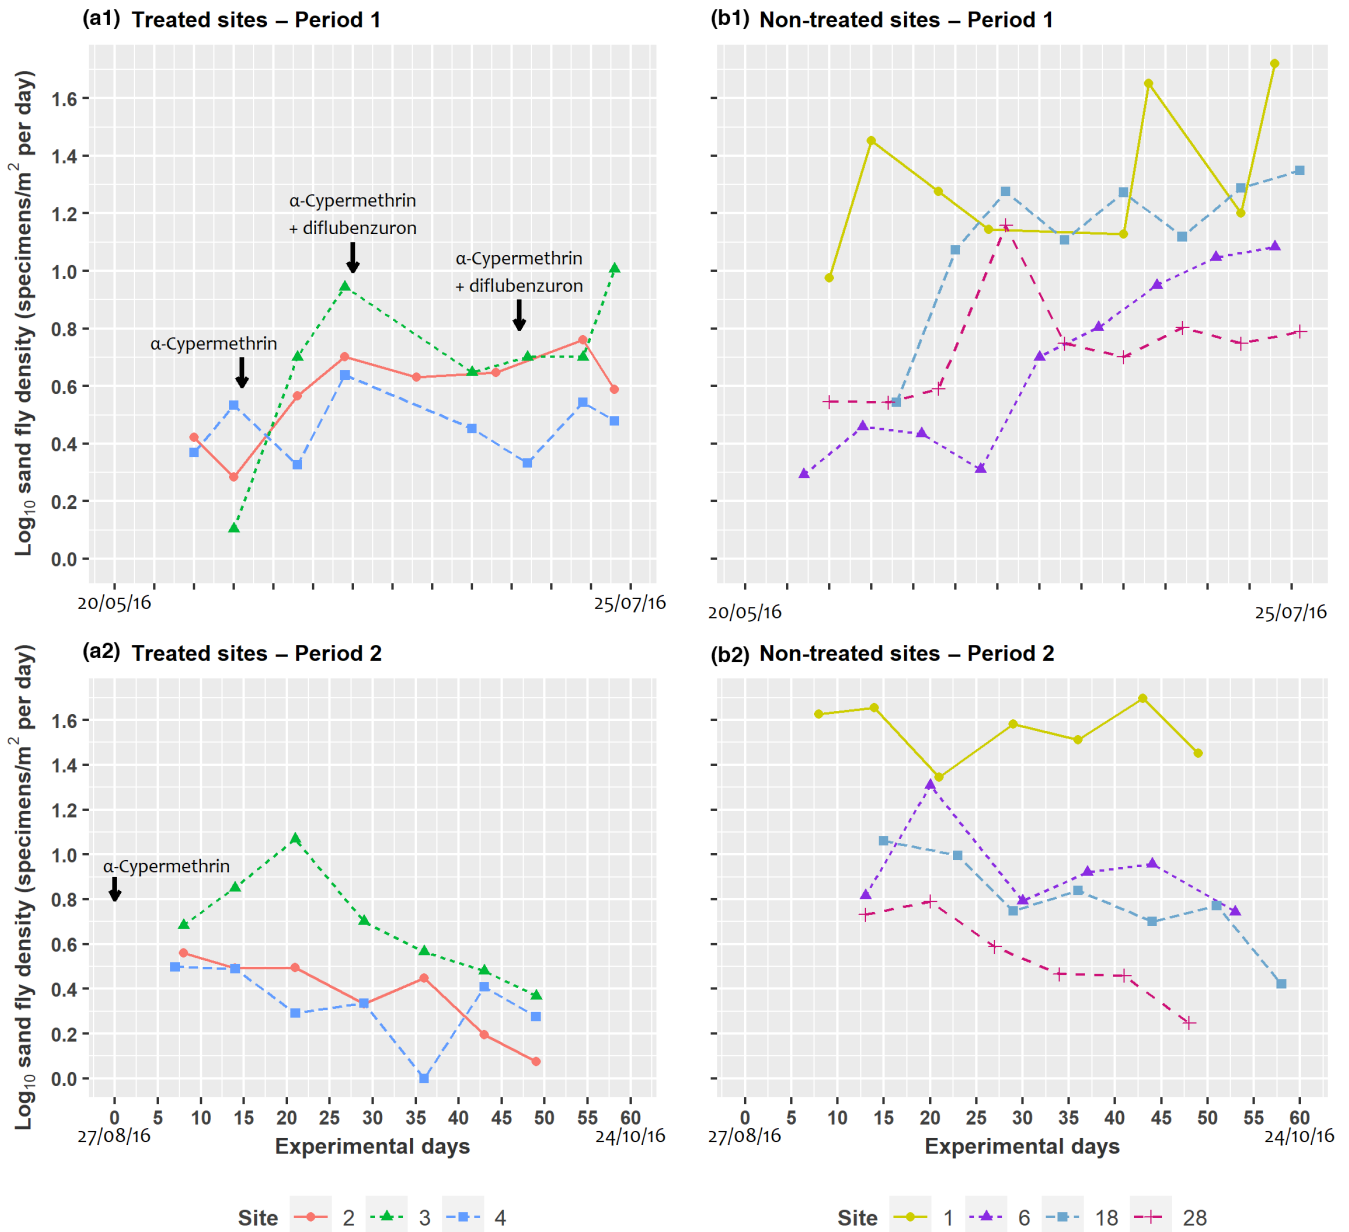 (a1) Treated sites – Period 1
(b1) Non-treated sites – Period 1
Log10 sand fly density (specimens/m2 per day)
1.6
1.4
1.2
1.0
0.8
0.6
0.4
0.2
0.0
α-Cypermethrin
α-Cypermethrin
+ diflubenzuron
α-Cypermethrin
+ diflubenzuron
20/05/16
25/07/16
20/05/16
25/07/16
(a2) Treated sites – Period 2
(b2) Non-treated sites – Period 2
Log10 sand fly density (specimens/m2 per day)
1.6
1.4
1.2
1.0
0.8
0.6
0.4
0.2
0.0
α-Cypermethrin
0 5 10 15 20 25 30 35 40 45 50 55 60
27/08/16
24/10/16
Experimental days
0 5 10 15 20 25 30 35 40 45 50 55 60
27/08/16
24/10/16
Experimental days
Site 2 3 4
Site 1 6 18 28